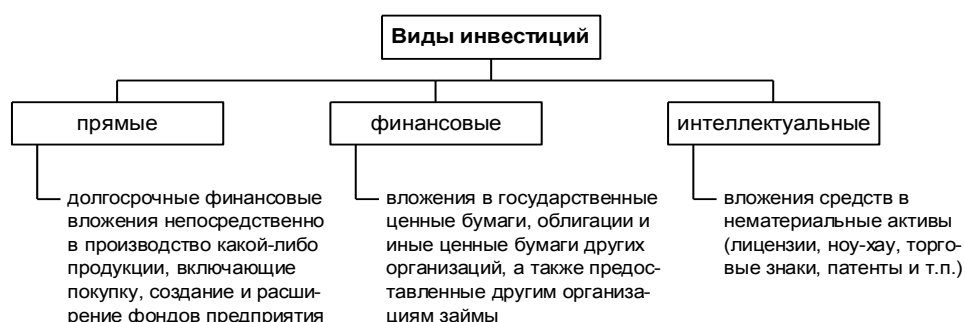 Виды инвестиций
прямые
финансовые
интеллектуальные
долгосрочные финансовые
вложения непосредственно
в производство какой-либо
продукции, включающие
покупку, создание и расши-
рение фондов предприятия
вложения в государственные
ценные бумаги, облигации и
иные ценные бумаги других
организаций, а также предос-
тавленные другим организа-
циям займы
вложения средств в
нематериальные активы
(лицензии, ноу-хау, торго-
вые знаки, патенты и т.п.)